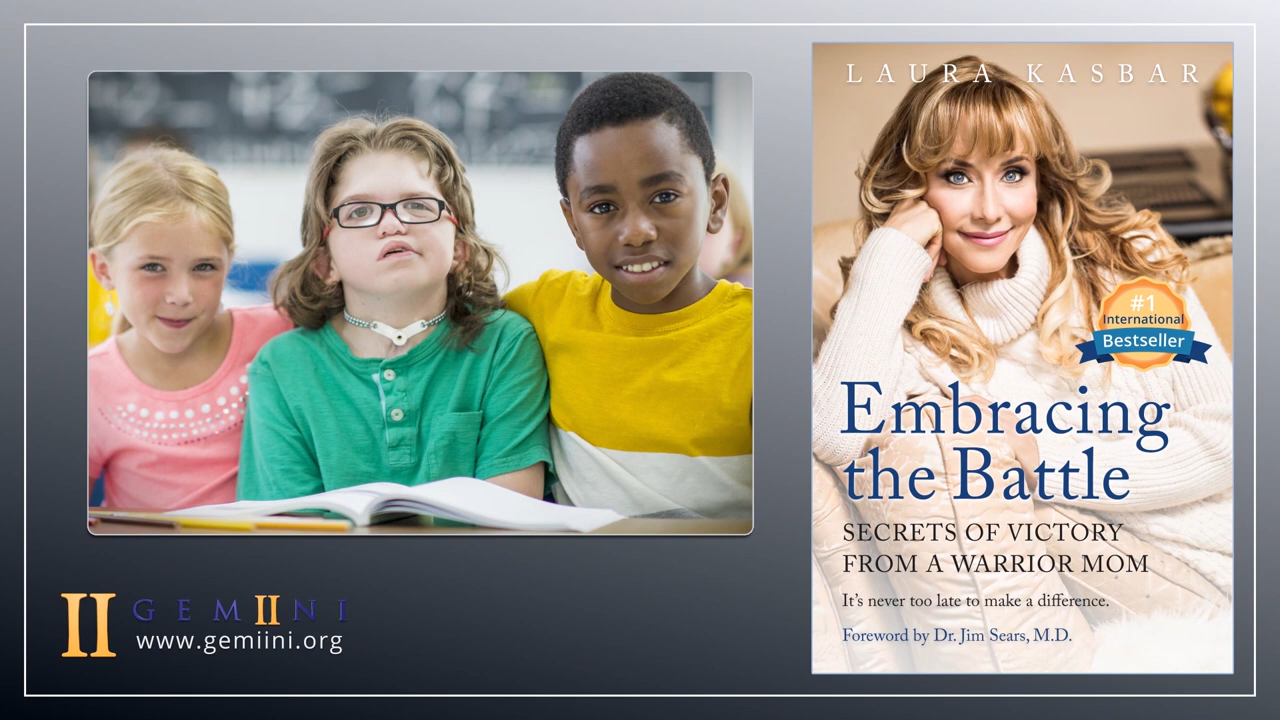 LAURA KASBAR
#1
International
Bestseller
Embracing
the Battle
SECRETS OF VICTORY
FROM A WARRIOR MOM
It's never too late to make a difference.
Foreword by Dr. Jim Sears, M.D.
II GEMIINI
www.gemiini.org